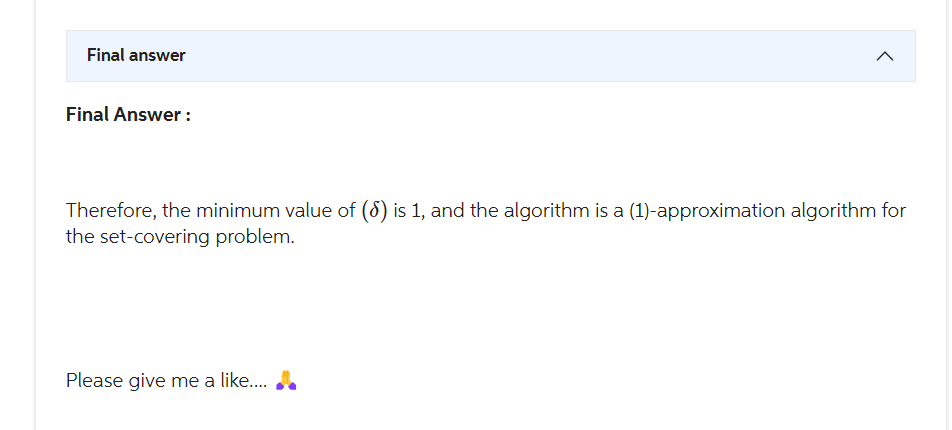 Final answer
Final Answer :
Therefore, the minimum value of (δ) is 1, and the algorithm is a (1)-approximation algorithm for
the set-covering problem.
Please give me a like.... 🙏